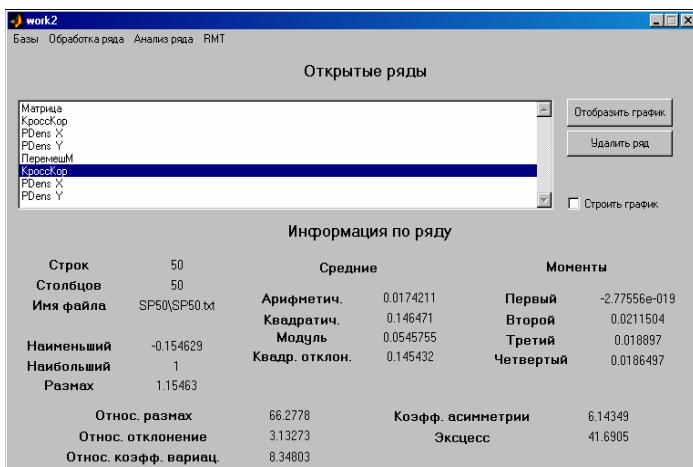 work2
Базы Обработка ряда Анализ ряда RMT
Открытые ряды
Матрица
КроссКор
PDens X
PDens Y
ПеремешМ
КроссКор
PDens X
PDens Y
Отобразить график
Удалить ряд
Строить график
Информация по ряду
Строк 50
Столбцов 50
Имя файла SP50\SP50.txt
Наименьший -0.154629
Наибольший 1
Размах 1.15463
Средние
Арифметич. 0.0174211
Квадратич. 0.146471
Модуль 0.0545755
Квадр. отклон. 0.145432
Моменты
Первый -2.77556e-019
Второй 0.0211504
Третий 0.018897
Четвертый 0.0186497
Относ. размах 66.2778
Относ. отклонение 3.13273
Относ. коэфф. вариац. 8.34803
Коэфф. асимметрии 6.14349
Эксцесс 41.6905